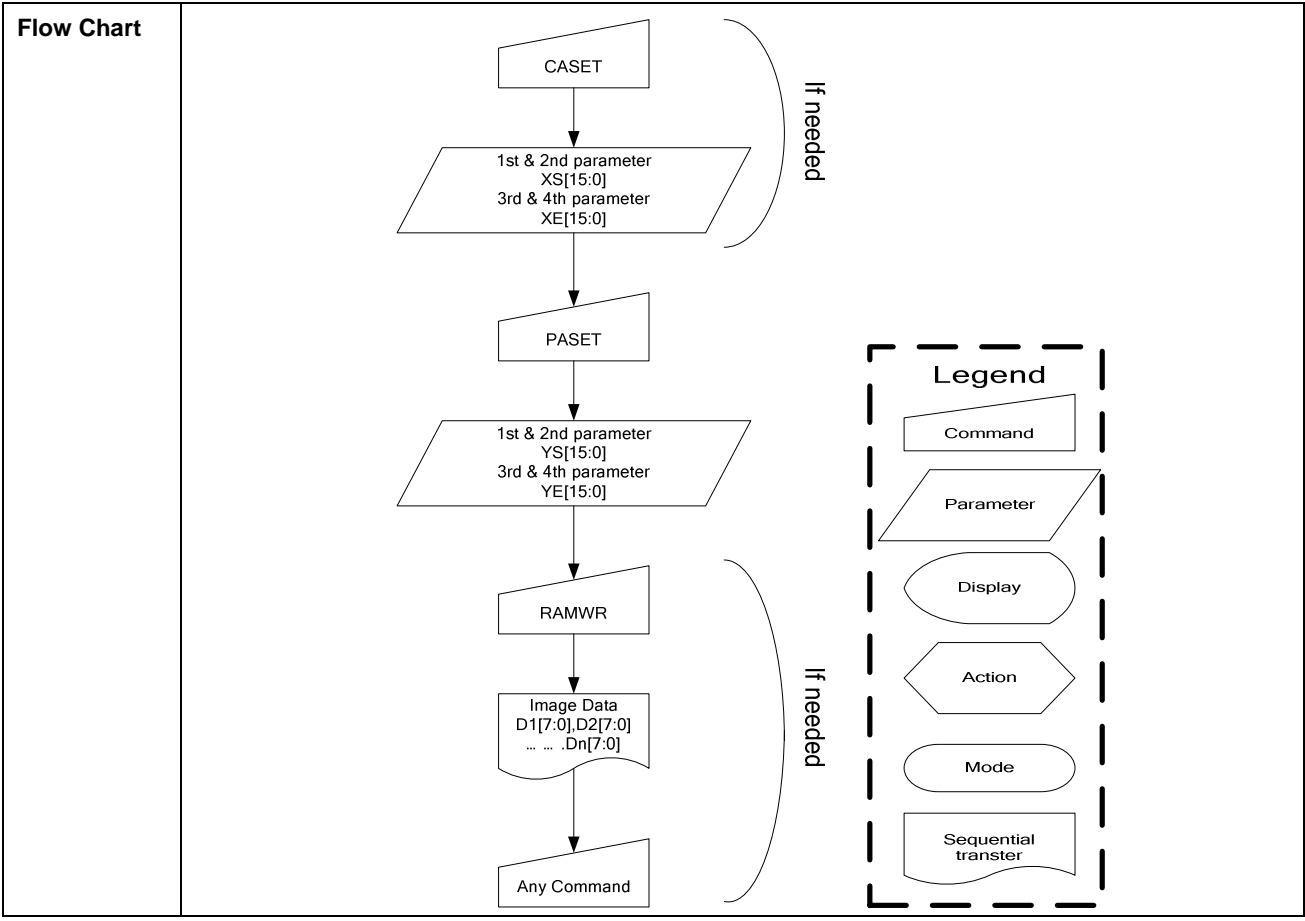 Flow Chart
CASET
1st & 2nd parameter
XS[15:0]
3rd & 4th parameter
XE[15:0]
If needed
PASET
1st & 2nd parameter
YS[15:0]
3rd & 4th parameter
YE[15:0]
RAMWR
Image Data
D1[7:0],D2[7:0]
... ... .Dn[7:0]
Any Command
If needed
Legend
Command
Parameter
Display
Action
Mode
Sequential
transter